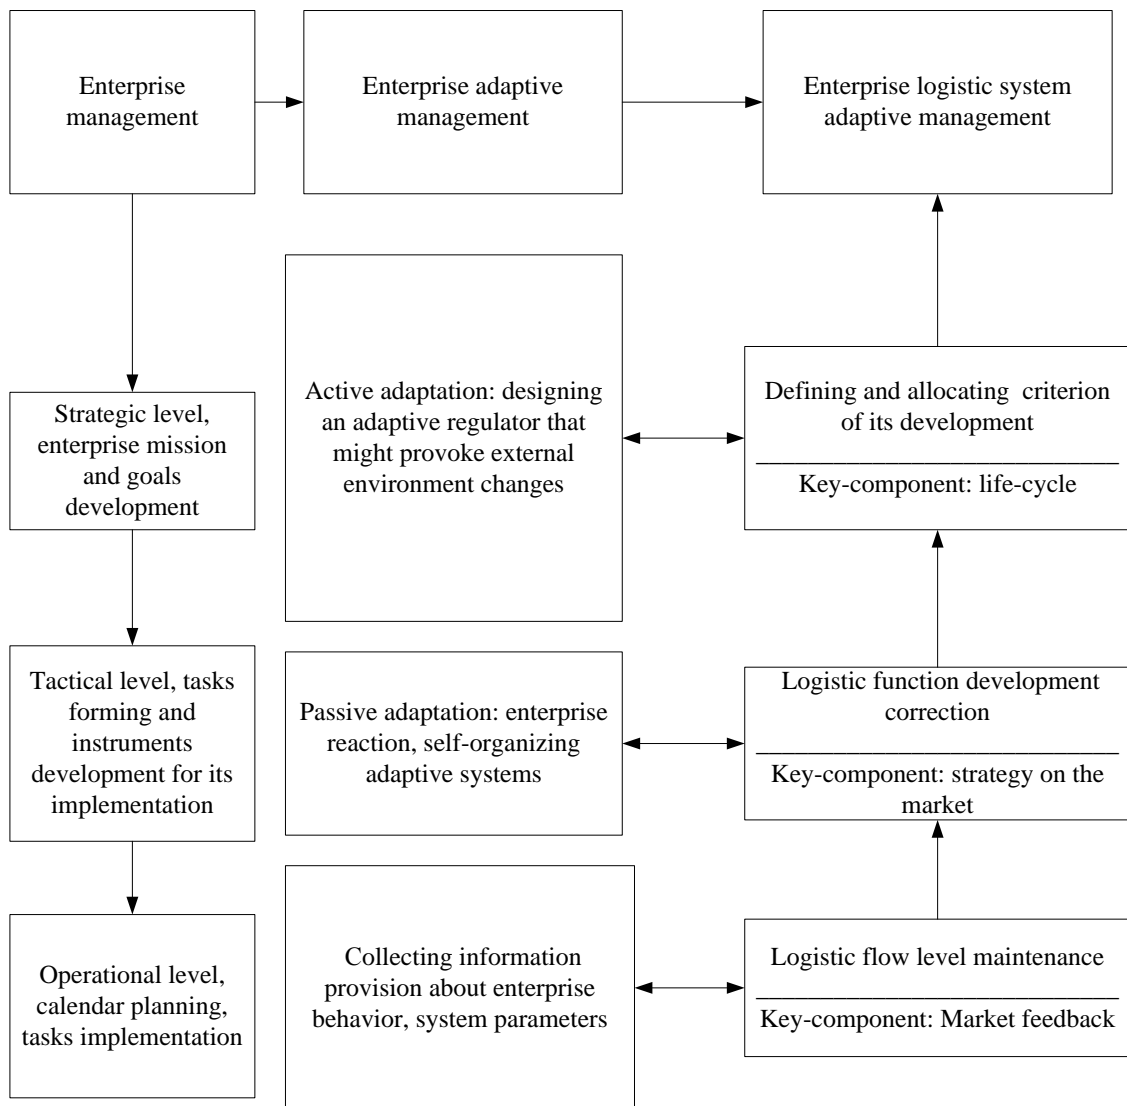 Enterprise
management
Enterprise adaptive
management
Enterprise logistic system
adaptive management
Strategic level,
enterprise mission
and goals
development
Active adaptation: designing
an adaptive regulator that
might provoke external
environment changes
Defining and allocating  criterion
of its development
Key-component: life-cycle
Tactical level, tasks
forming and
instruments
development for its
implementation
Passive adaptation: enterprise
reaction, self-organizing
adaptive systems
Logistic function development
correction
Key-component: strategy on the
market
Operational level,
calendar planning,
tasks implementation
Collecting information
provision about enterprise
behavior, system parameters
Logistic flow level maintenance
Key-component: Market feedback